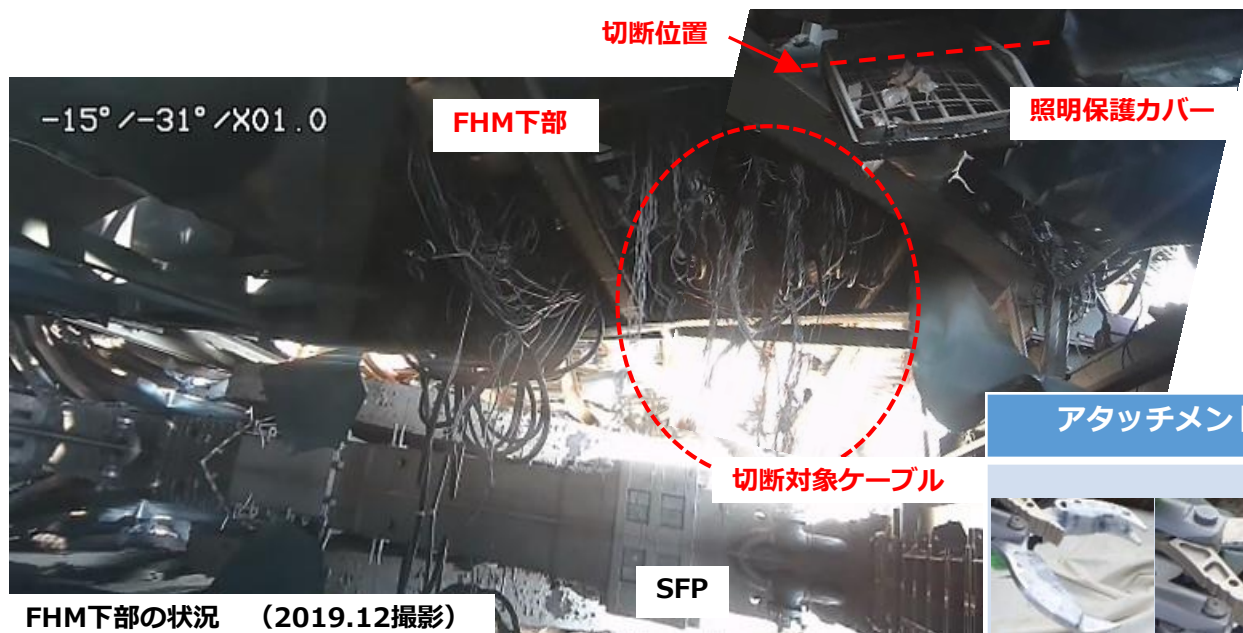 切断位置
-15°/-31°/X01.0
FHM下部
照明保護カバー
切断対象ケーブル
アタッチメン
SFP
FHM下部の状況 (2019.12撮影)